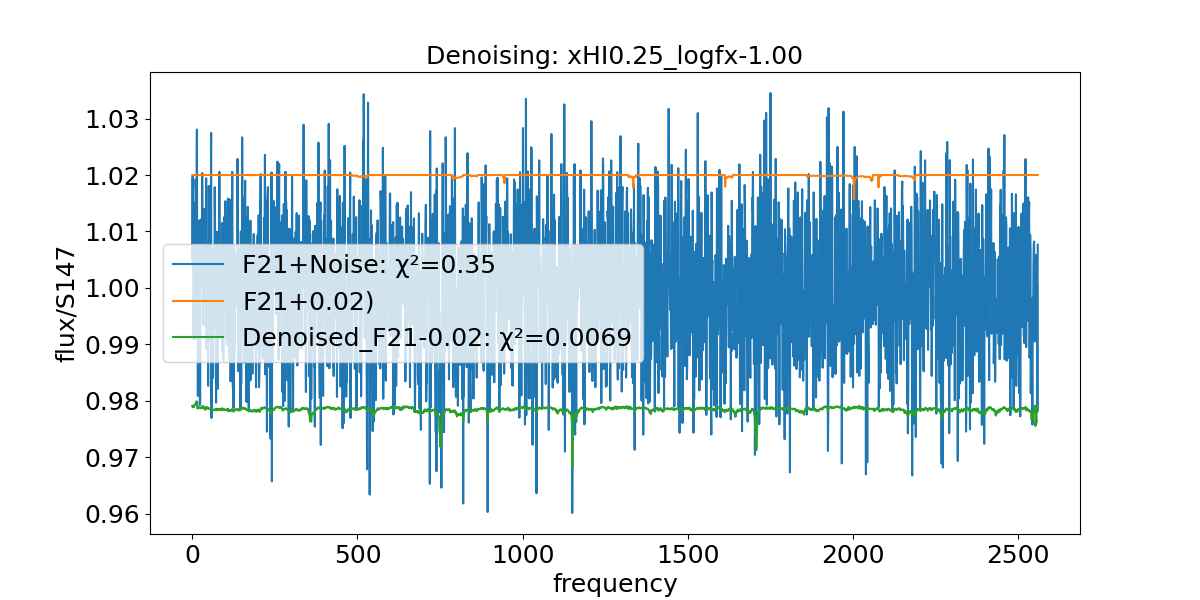 Denoising: xHI0.25_logfx-1.00
flux/S147
1.03
1.02
1.01
1.00
0.99
0.98
0.97
0.96
F21+Noise: χ²=0.35
F21+0.02)
Denoised_F21-0.02: χ²=0.0069
0 500 1000 1500 2000 2500
frequency